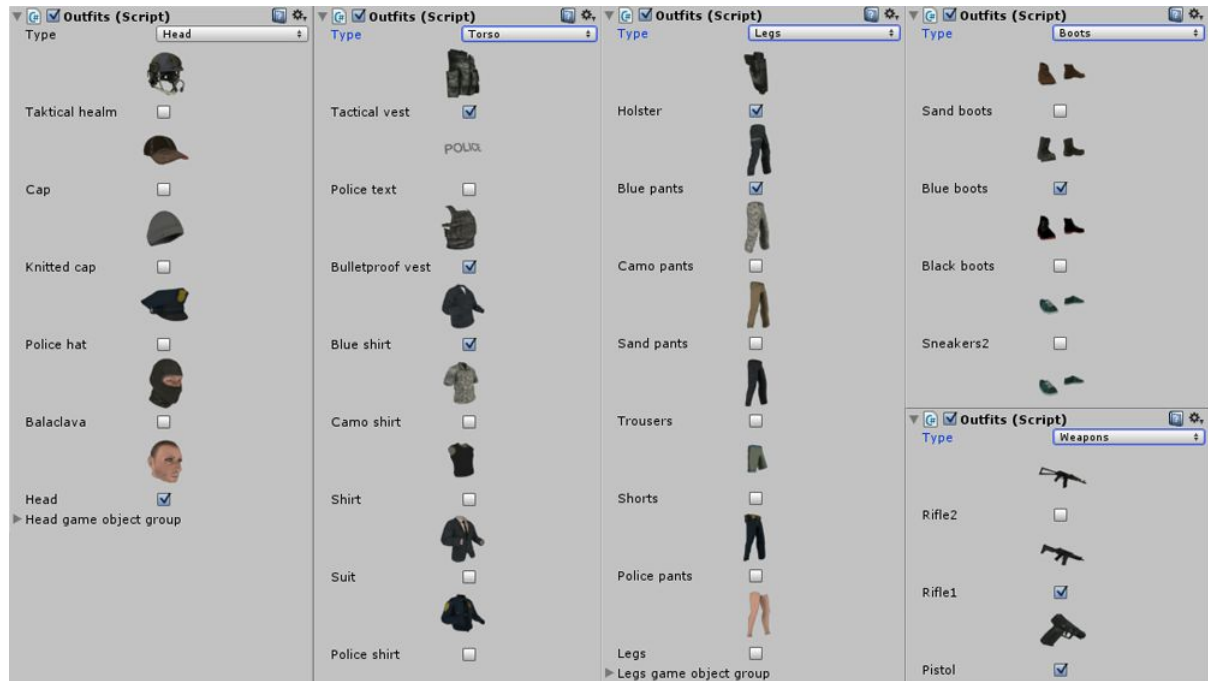 Outfits (Script)
Type Head
Taktical healm
Cap
Knitted cap
Police hat
Balaclava
Head
Head game object group
Outfits (Script)
Type Torso
Tactical vest
POLICE
Police text
Bulletproof vest
Blue shirt
Camo shirt
Shirt
Suit
Police shirt
Outfits (Script)
Type Legs
Holster
Blue pants
Camo pants
Sand pants
Trousers
Shorts
Police pants
Legs
Legs game object group
Outfits (Script)
Type Boots
Sand boots
Blue boots
Black boots
Sneakers2
Outfits (Script)
Type Weapons
Rifle2
Rifle1
Pistol